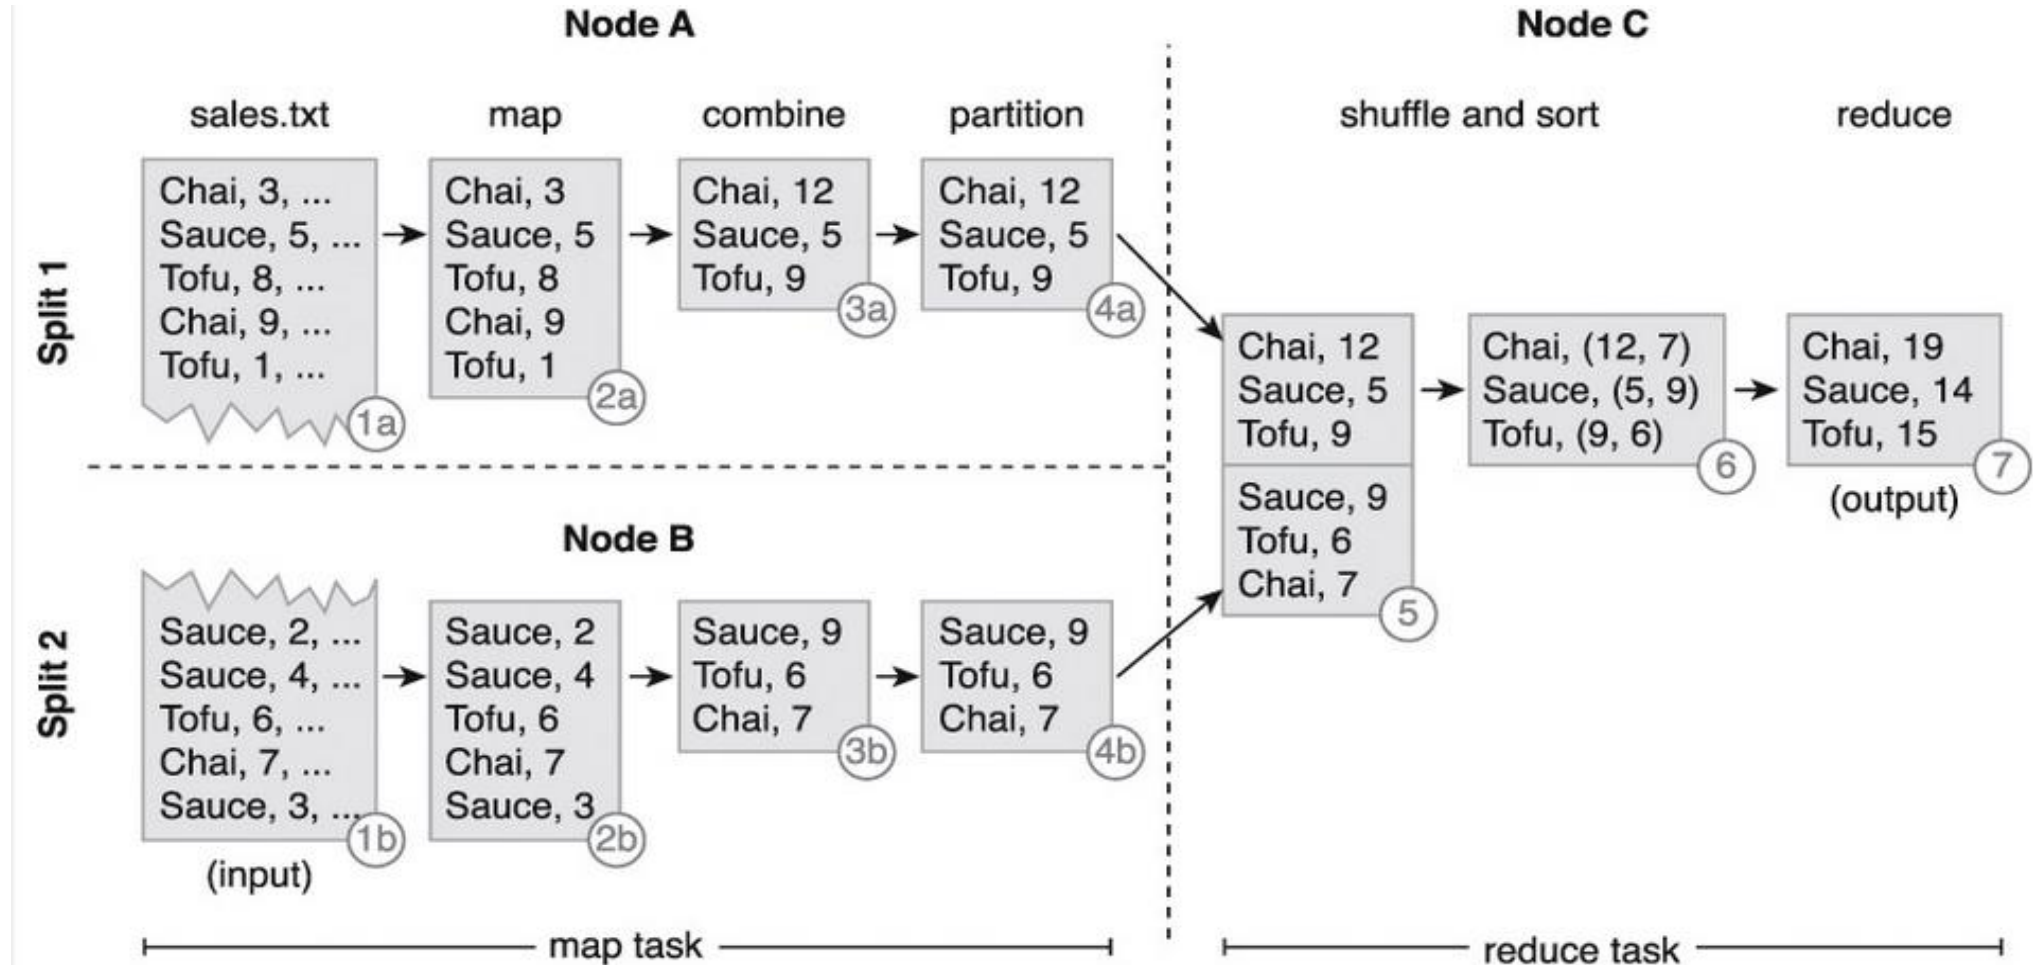 Node A
Node C
sales.txt
map
combine
partition
shuffle and sort
reduce
Split 1
Chai, 3, ...
Sauce, 5, ...
Tofu, 8, ...
Chai, 9, ...
Tofu, 1, ...
1a
Chai, 3
Sauce, 5
Tofu, 8
Chai, 9
Tofu, 1
2a
Chai, 12
Sauce, 5
Tofu, 9
3a
Chai, 12
Sauce, 5
Tofu, 9
4a
Node B
Split 2
Sauce, 2, ...
Sauce, 4, ...
Tofu, 6, ...
Chai, 7, ...
Sauce, 3, ...
1b
(input)
Sauce, 2
Sauce, 4
Tofu, 6
Chai, 7
Sauce, 3
2b
Sauce, 9
Tofu, 6
Chai, 7
3b
Sauce, 9
Tofu, 6
Chai, 7
4b
Chai, 12
Sauce, 5
Tofu, 9
Sauce, 9
Tofu, 6
Chai, 7
5
Chai, (12, 7)
Sauce, (5, 9)
Tofu, (9, 6)
6
Chai, 19
Sauce, 14
Tofu, 15
7
(output)
map task
reduce task